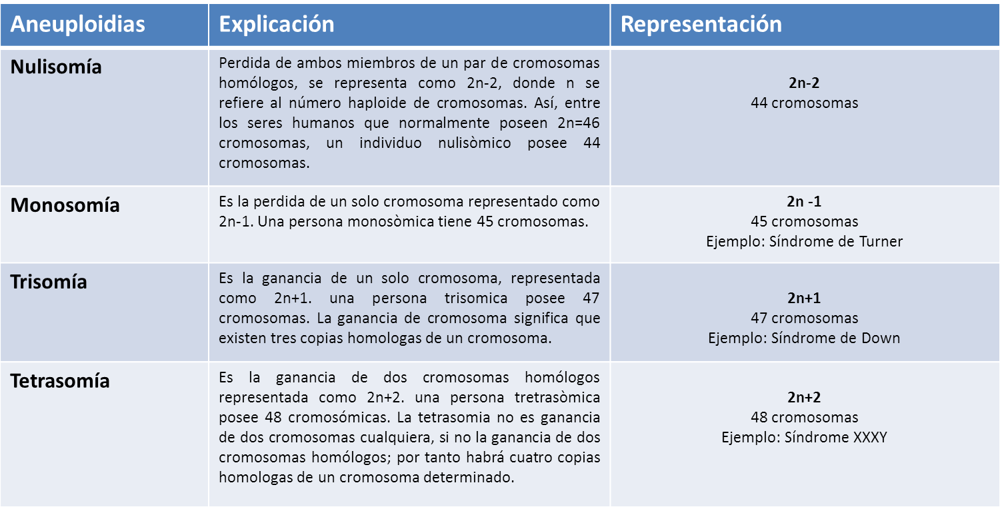 Aneuploidias
Explicación
Representación
Nulisomía
Perdida de ambos miembros de un par de cromosomas
homólogos, se representa como 2n-2, donde n se
refiere al número haploide de cromosomas. Así, entre
los seres humanos que normalmente poseen 2n=46
cromosomas, un individuo nulisòmico posee 44
cromosomas.
2n-2
44 cromosomas
Monosomía
Es la perdida de un solo cromosoma representado como
2n-1. Una persona monosòmica tiene 45 cromosomas.
2n -1
45 cromosomas
Ejemplo: Síndrome de Turner
Trisomía
Es la ganancia de un solo cromosoma, representada
como 2n+1. una persona trisomica posee 47
cromosomas. La ganancia de cromosoma significa que
existen tres copias homologas de un cromosoma.
2n+1
47 cromosomas
Ejemplo: Síndrome de Down
Tetrasomía
Es la ganancia de dos cromosomas homólogos
representada como 2n+2. una persona tretrasòmica
posee 48 cromosómicas. La tetrasomia no es ganancia
de dos cromosomas cualquiera, si no la ganancia de dos
cromosomas homólogos; por tanto habrá cuatro copias
homologas de un cromosoma determinado.
2n+2
48 cromosomas
Ejemplo: Síndrome XXXY